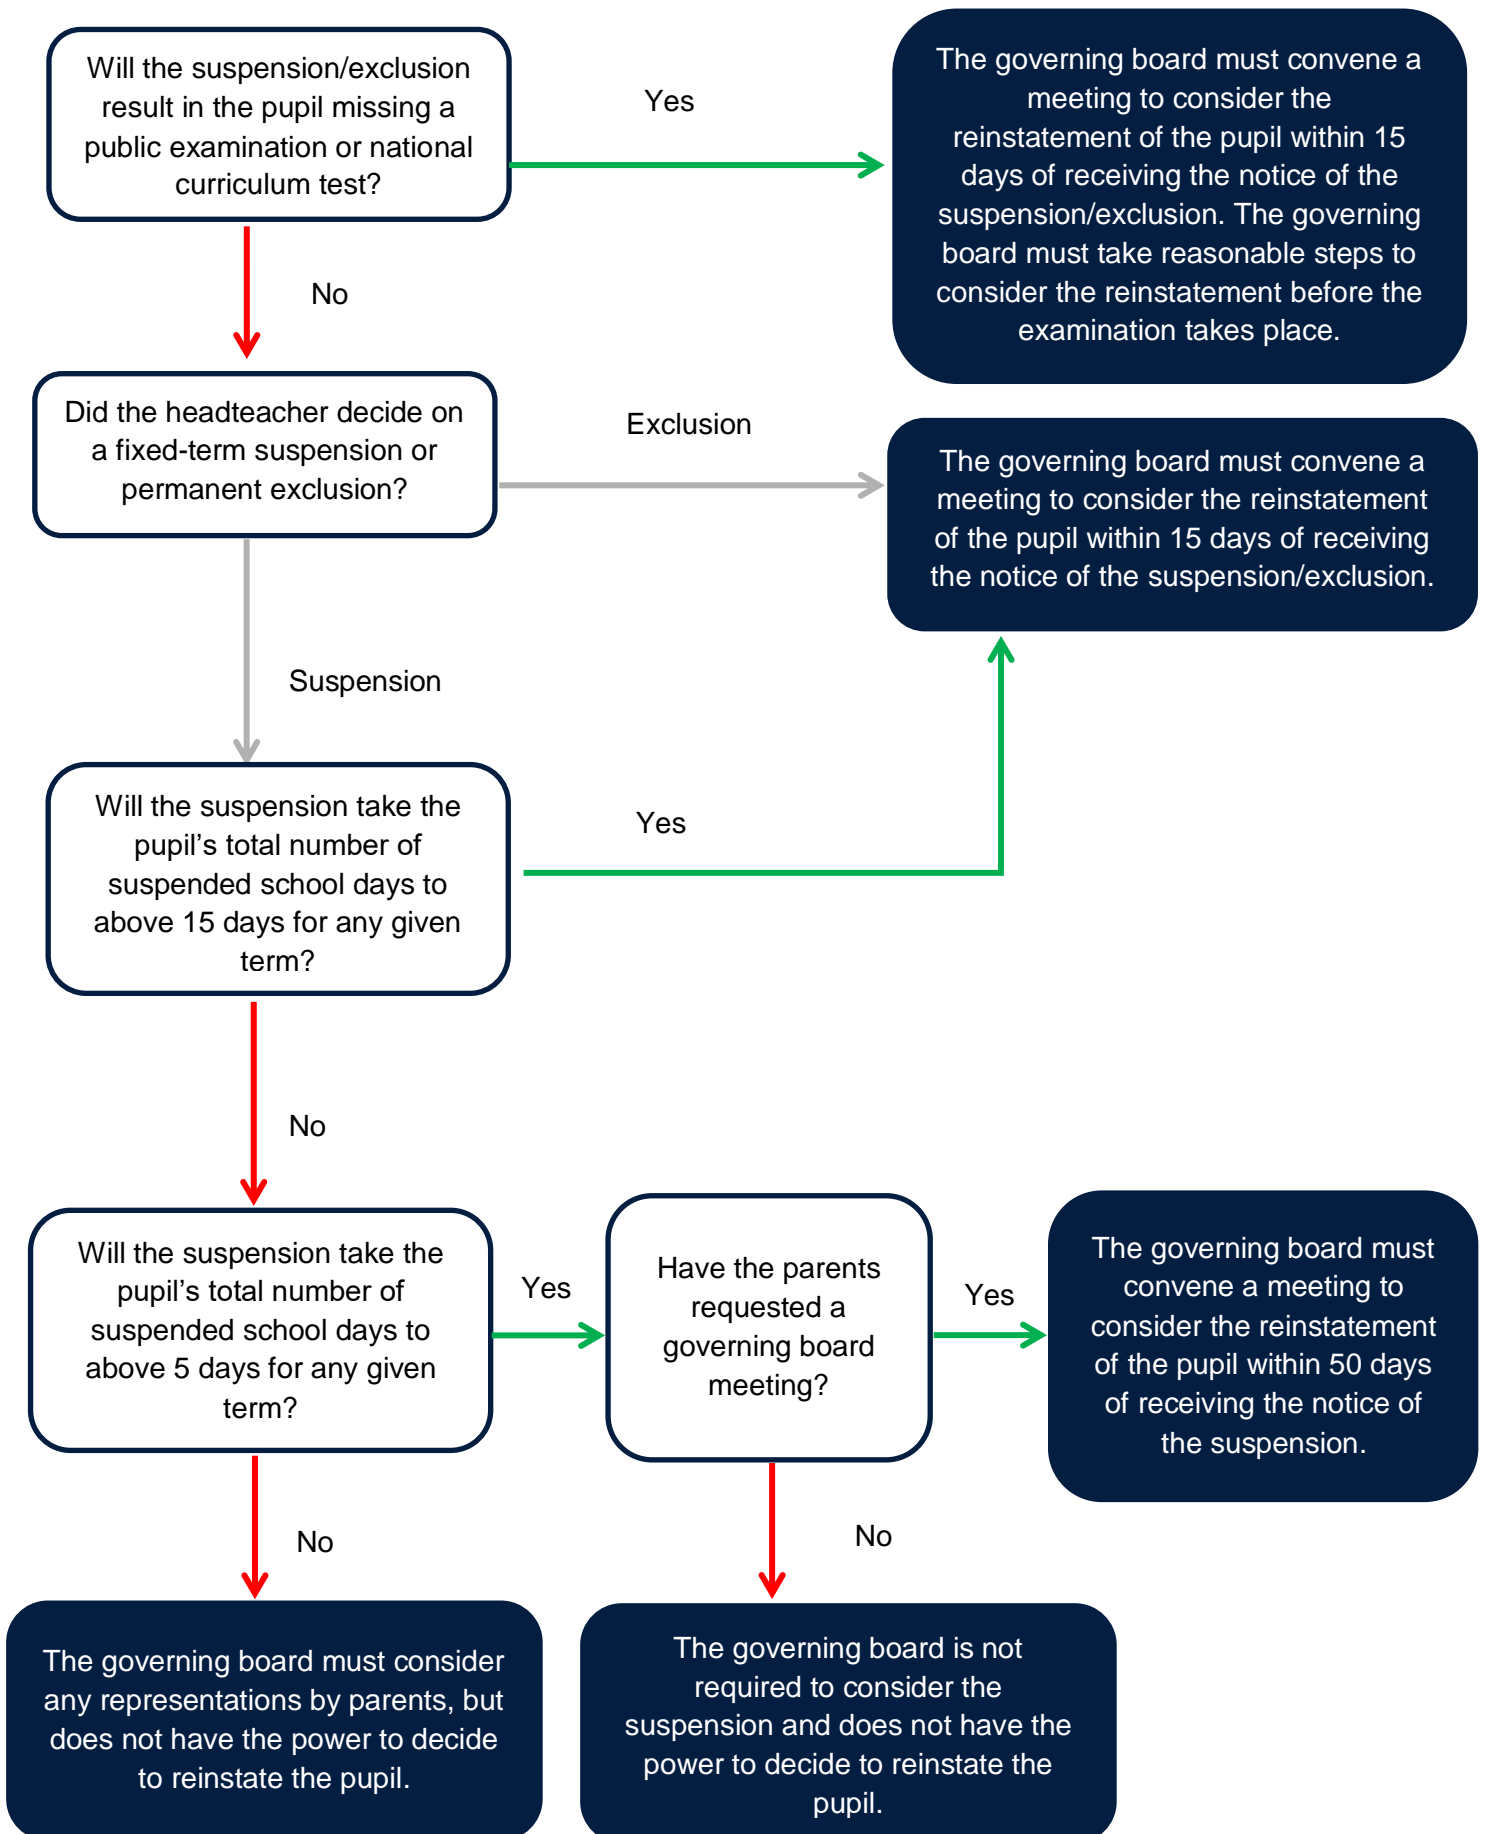 Will the suspension/exclusion
result in the pupil missing a
public examination or national
curriculum test?
Yes
The governing board must convene a
meeting to consider the
reinstatement of the pupil within 15
days of receiving the notice of the
suspension/exclusion. The governing
board must take reasonable steps to
consider the reinstatement before the
examination takes place.
No
Did the headteacher decide on
a fixed-term suspension or
permanent exclusion?
Exclusion
The governing board must convene a
meeting to consider the reinstatement
of the pupil within 15 days of receiving
the notice of the suspension/exclusion.
Suspension
Will the suspension take the
pupil’s total number of
suspended school days to
above 15 days for any given
term?
Yes
No
Will the suspension take the
pupil’s total number of
suspended school days to
above 5 days for any given
term?
Yes
Have the parents
requested a
governing board
meeting?
Yes
The governing board must
convene a meeting to
consider the reinstatement
of the pupil within 50 days
of receiving the notice of
the suspension.
No
No
The governing board must consider
any representations by parents, but
does not have the power to decide
to reinstate the pupil.
The governing board is not
required to consider the
suspension and does not have the
power to decide to reinstate the
pupil.